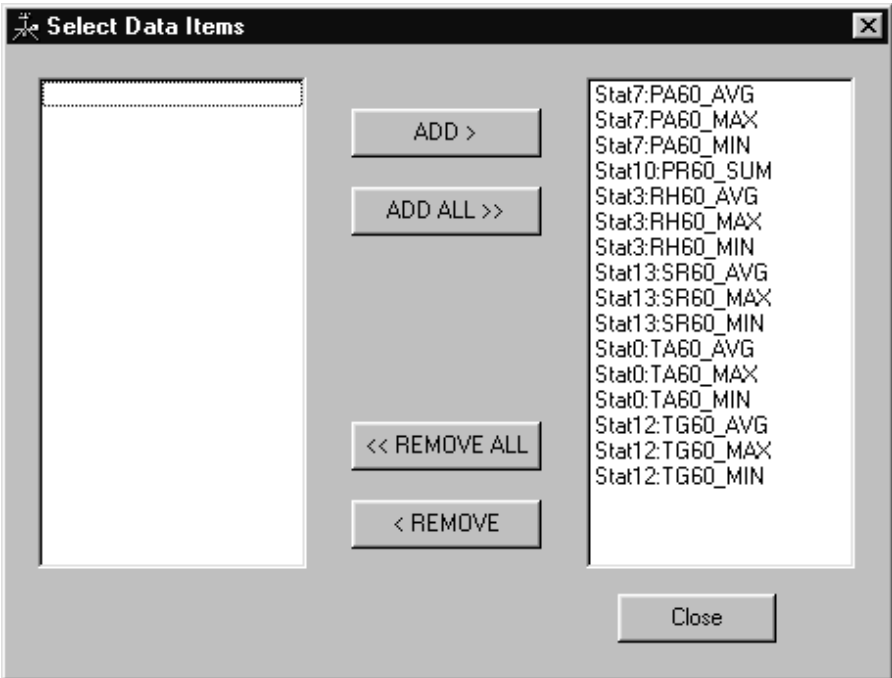 Select Data Items
ADD >
ADD ALL >>
<< REMOVE ALL
< REMOVE
Stat7:PA60_AVG
Stat7:PA60_MAX
Stat7:PA60_MIN
Stat10:PR60_SUM
Stat3:RH60_AVG
Stat3:RH60_MAX
Stat3:RH60_MIN
Stat13:SR60_AVG
Stat13:SR60_MAX
Stat13:SR60_MIN
Stat0:TA60_AVG
Stat0:TA60_MAX
Stat0:TA60_MIN
Stat12:TG60_AVG
Stat12:TG60_MAX
Stat12:TG60_MIN
Close